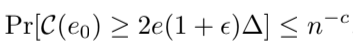 Pr[𝒞(e₀) ≥ 2e(1 + ϵ)Δ] ≤ n⁻ᶜ